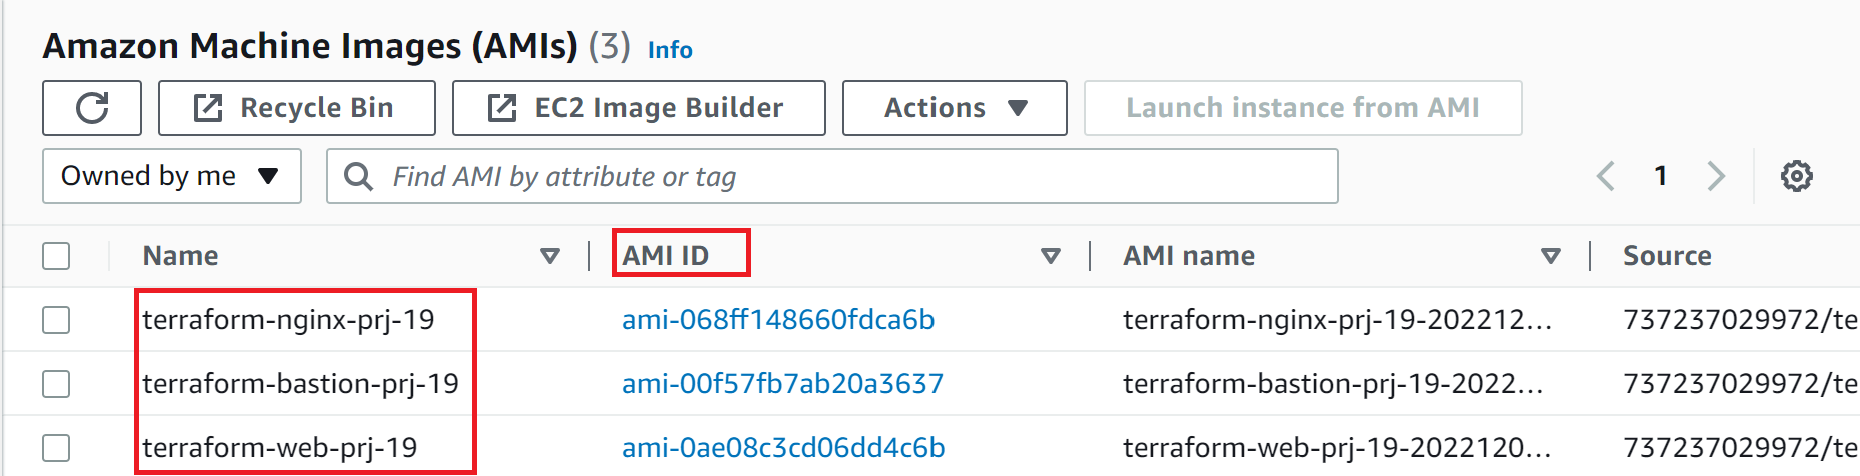 Amazon Machine Images (AMIs) (3) Info
Recycle Bin EC2 Image Builder Actions Launch instance from AMI
Owned by me Find AMI by attribute or tag 1
Name AMI ID AMI name Source
terraform-nginx-prj-19 ami-068ff148660fdca6b terraform-nginx-prj-19-202212... 737237029972/te
terraform-bastion-prj-19 ami-00f57fb7ab20a3637 terraform-bastion-prj-19-2022... 737237029972/te
terraform-web-prj-19 ami-0ae08c3cd06dd4c6b terraform-web-prj-19-2022120... 737237029972/te